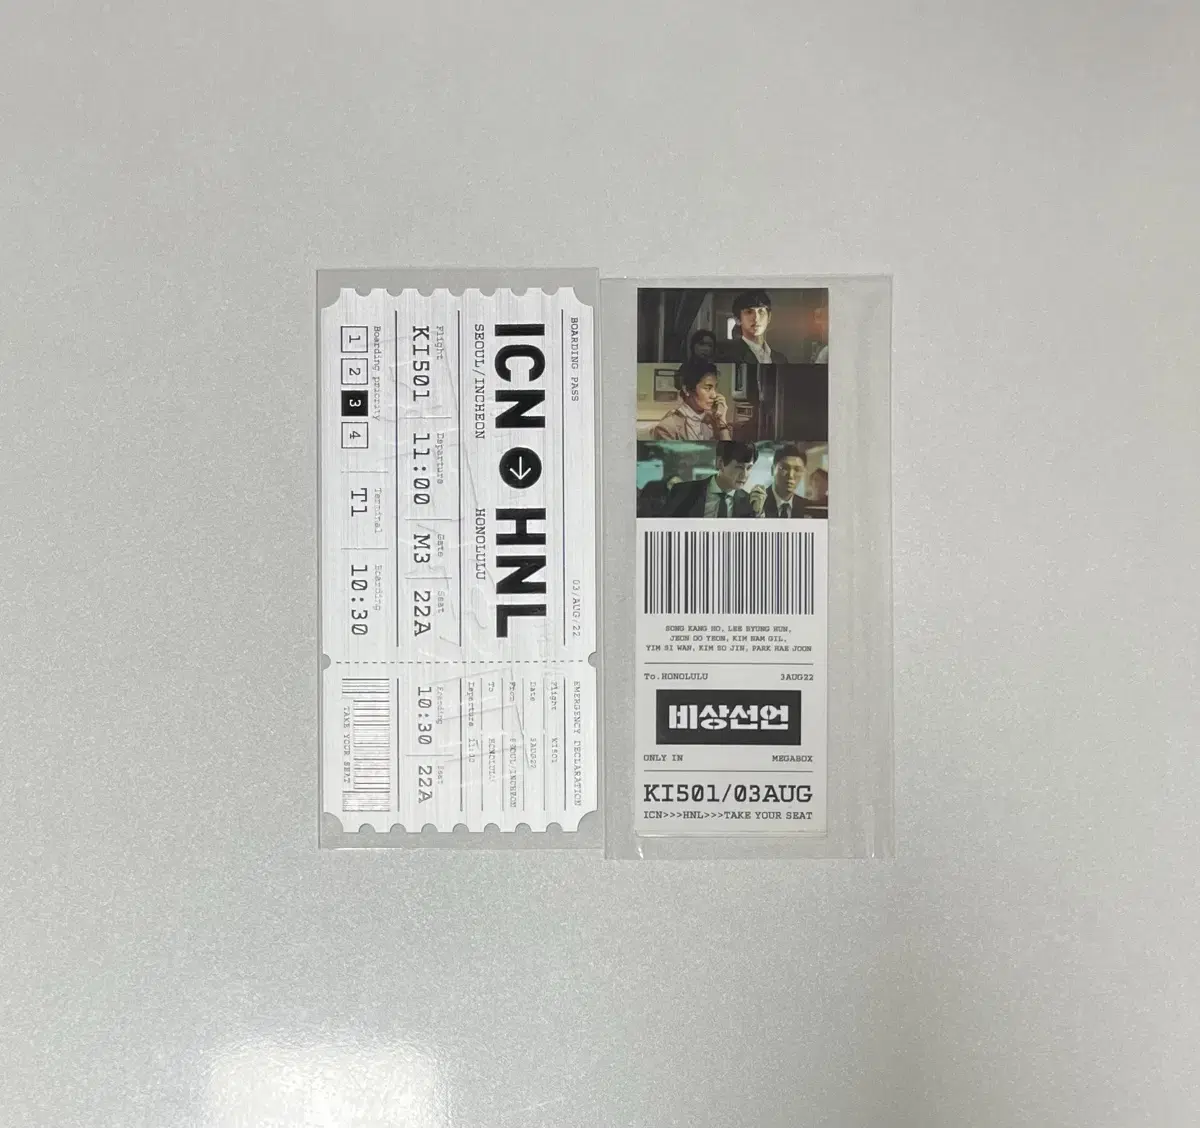 BOARDING PASS
03/AUG/22
ICN HNL
SEOUL/INCHEON HONOLULU
Flight Departure Gate Seat
KI501 11:00 M3 22A
Boarding priority Terminal Boarding
1 2 3 4 T1 10:30
EMERGENCY DECLARATION
Flight KI501
Date 3AUG22
From SEOUL/INCHEON
To HONOLULU
Departure 11:00
Boarding Seat
10:30 22A
TAKE YOUR SEAT
SONG KANG HO, LEE BYUNG HUN,
JEON DO YEON, KIM NAM GIL,
YIM SI WAN, KIM SO JIN, PARK HAE JOON
To.HONOLULU 3AUG22
비상선언
ONLY IN MEGABOX
KI501/03AUG
ICN>>>HNL>>>TAKE YOUR SEAT